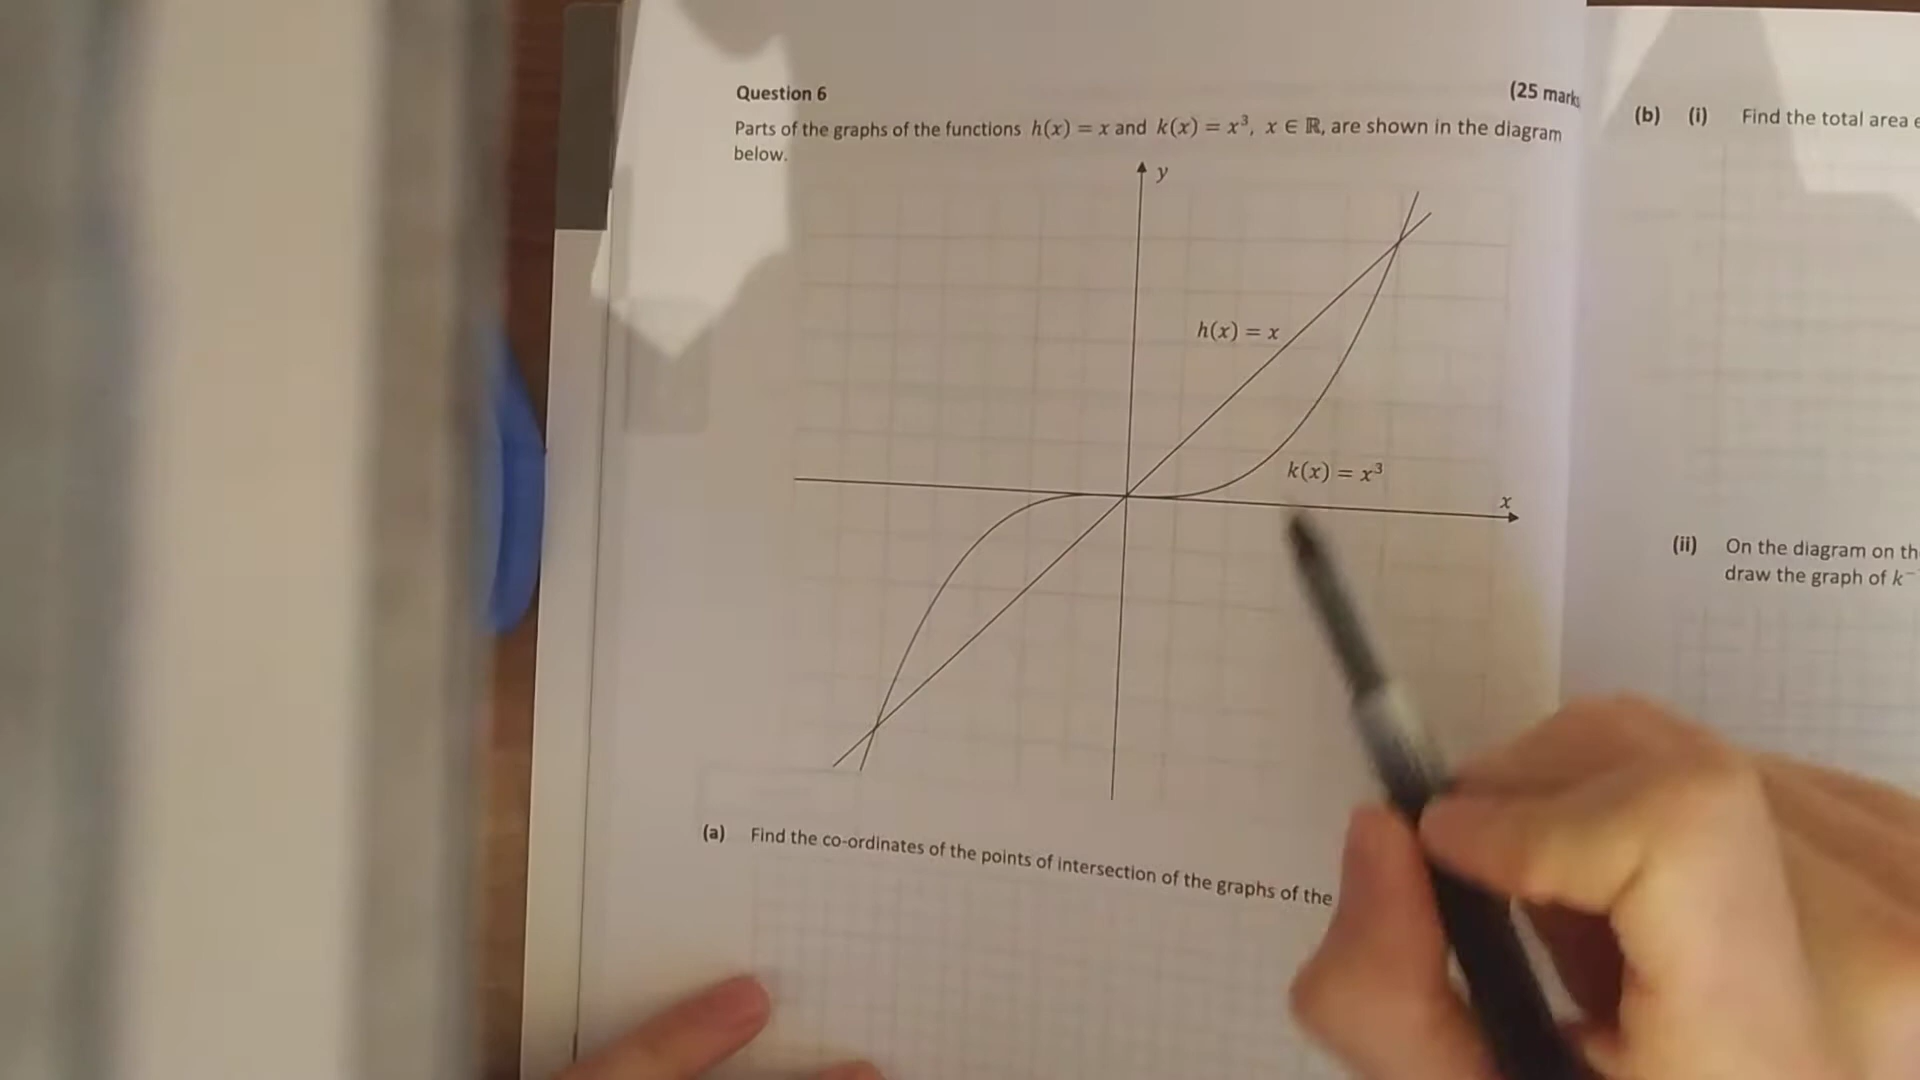 Question 6
(25 marks
Parts of the graphs of the functions h(x) = x and k(x) = x³, x ∈ ℝ, are shown in the diagram
below.
y
h(x) = x
k(x) = x³
x
(a) Find the co-ordinates of the points of intersection of the graphs of the
(b) (i) Find the total area e
(ii) On the diagram on th
draw the graph of k⁻